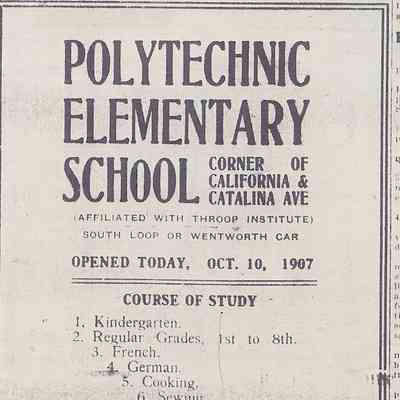 POLYTECHNIC
ELEMENTARY
SCHOOL CORNER OF
CALIFORNIA &
CATALINA AVE
(AFFILIATED WITH THROOP INSTITUTE)
SOUTH LOOP OR WENTWORTH CAR
OPENED TODAY, OCT. 10, 1907
COURSE OF STUDY
1. Kindergarten.
2. Regular Grades, 1st to 8th.
3. French.
4. German.
5. Cooking.
6. Sewing